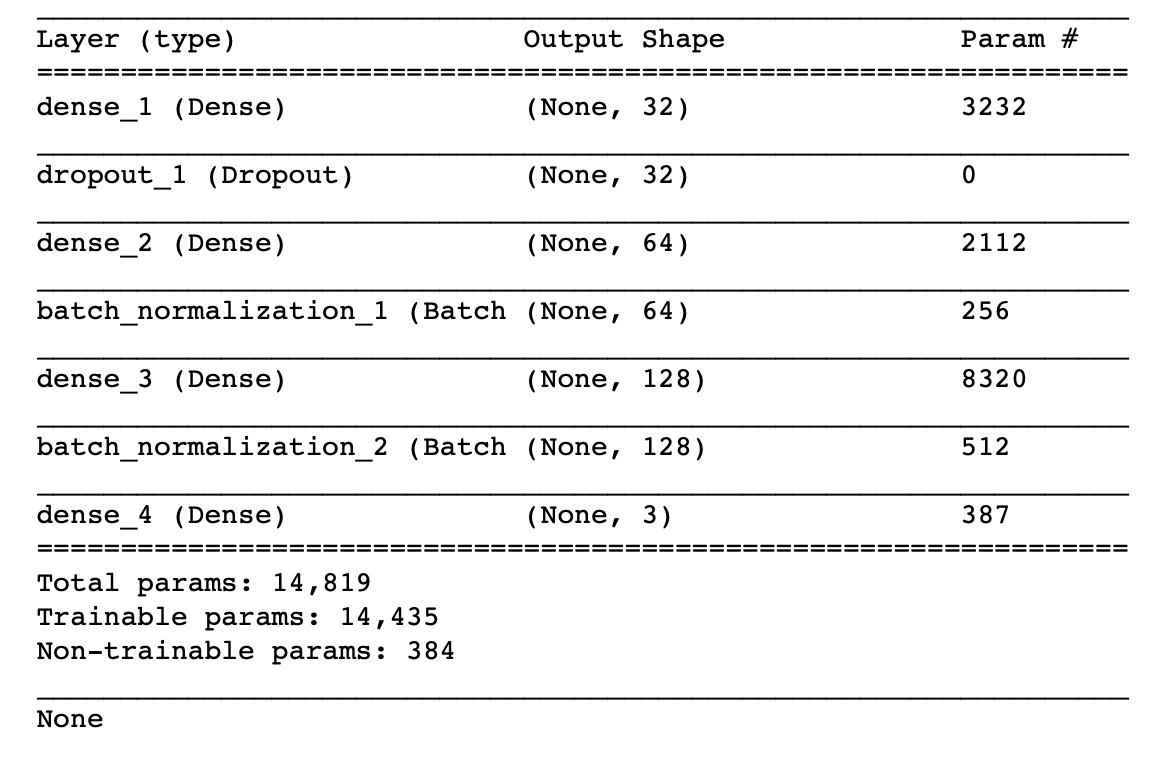 Layer (type) Output Shape Param #
dense_1 (Dense) (None, 32) 3232
dropout_1 (Dropout) (None, 32) 0
dense_2 (Dense) (None, 64) 2112
batch_normalization_1 (Batch (None, 64) 256
dense_3 (Dense) (None, 128) 8320
batch_normalization_2 (Batch (None, 128) 512
dense_4 (Dense) (None, 3) 387
Total params: 14,819
Trainable params: 14,435
Non-trainable params: 384
None